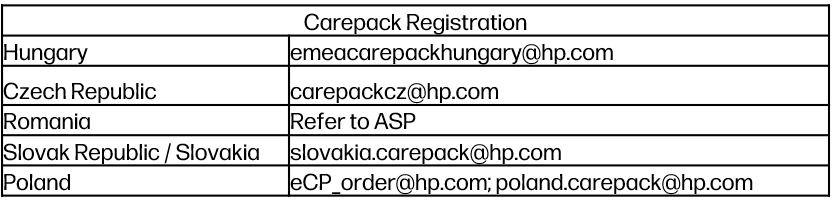 Carepack Registration
Hungary emeacarepackhungary@hp.com
Czech Republic carepackcz@hp.com
Romania Refer to ASP
Slovak Republic / Slovakia slovakia.carepack@hp.com
Poland eCP_order@hp.com; poland.carepack@hp.com